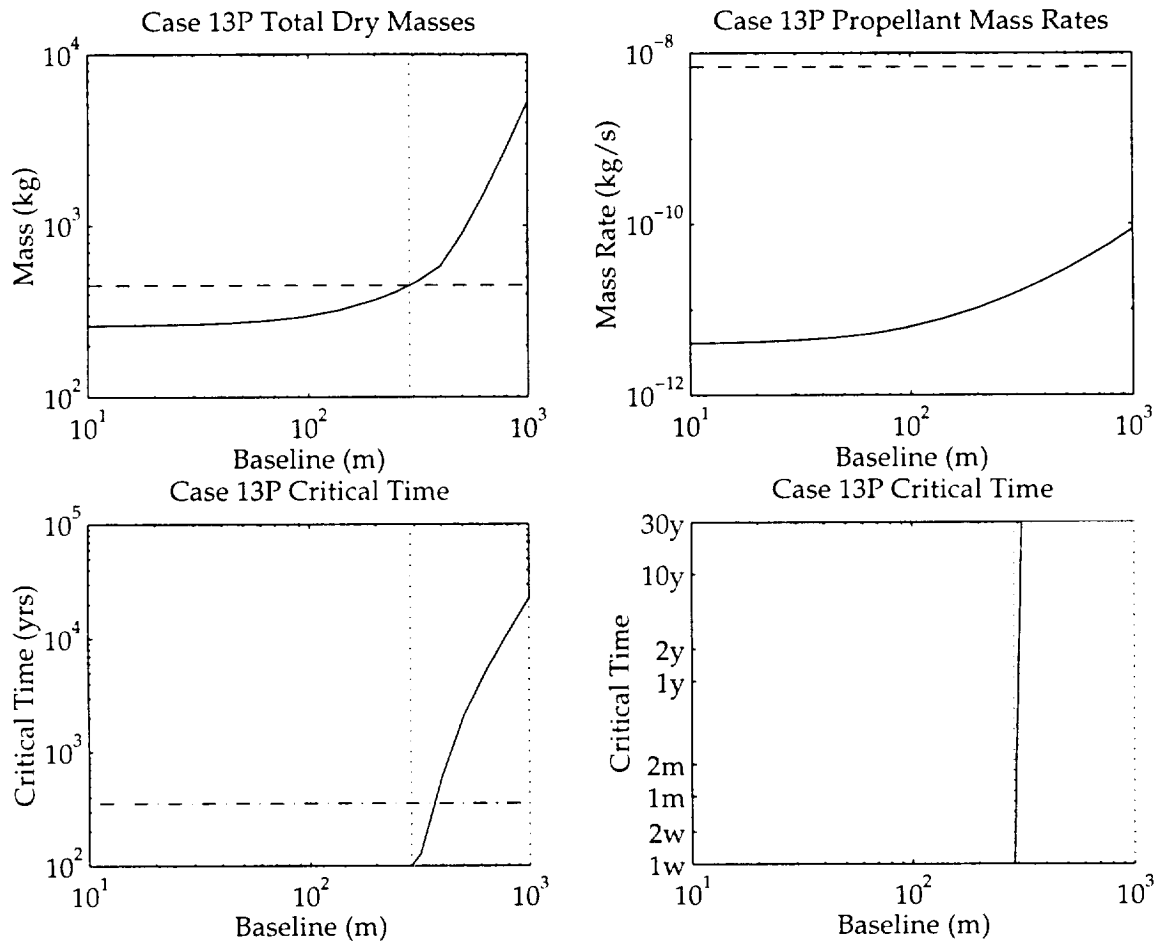 Case 13P Total Dry Masses
10^4
10^3
10^2
Mass (kg)
10^1
10^2
10^3
Baseline (m)
Case 13P Propellant Mass Rates
10^-8
10^-10
10^-12
Mass Rate (kg/s)
10^1
10^2
10^3
Baseline (m)
Case 13P Critical Time
10^5
10^4
10^3
10^2
Critical Time (yrs)
10^1
10^2
10^3
Baseline (m)
Case 13P Critical Time
30y
10y
2y
1y
2m
1m
2w
1w
Critical Time
10^1
10^2
10^3
Baseline (m)